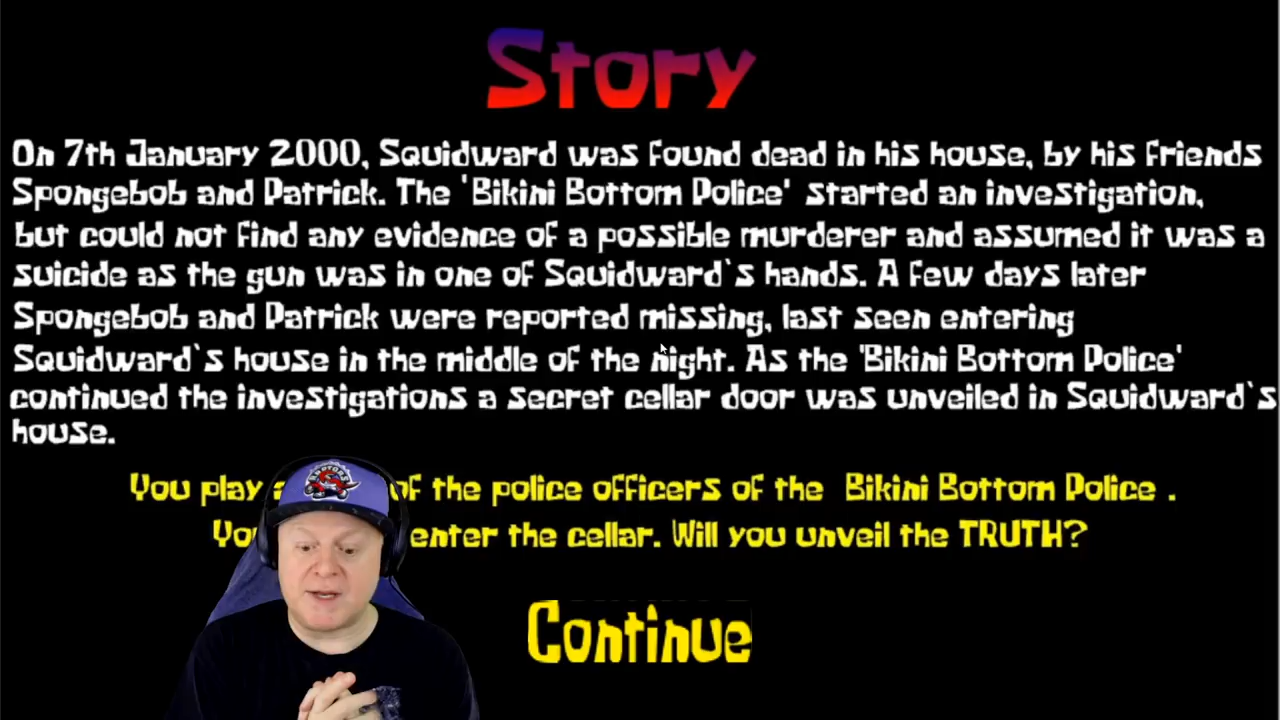 Story
On 7th January 2000, Squidward was found dead in his house, by his friends
Spongebob and Patrick. The 'Bikini Bottom Police' started an investigation,
but could not find any evidence of a possible murderer and assumed it was a
suicide as the gun was in one of Squidward`s hands. A few days later
Spongebob and Patrick were reported missing, last seen entering
Squidward`s house in the middle of the night. As the 'Bikini Bottom Police'
continued the investigations a secret cellar door was unveiled in Squidward`s
house.
You play of the police officers of the Bikini Bottom Police .
enter the cellar. Will you unveil the TRUTH?
Continue
RAPTORS